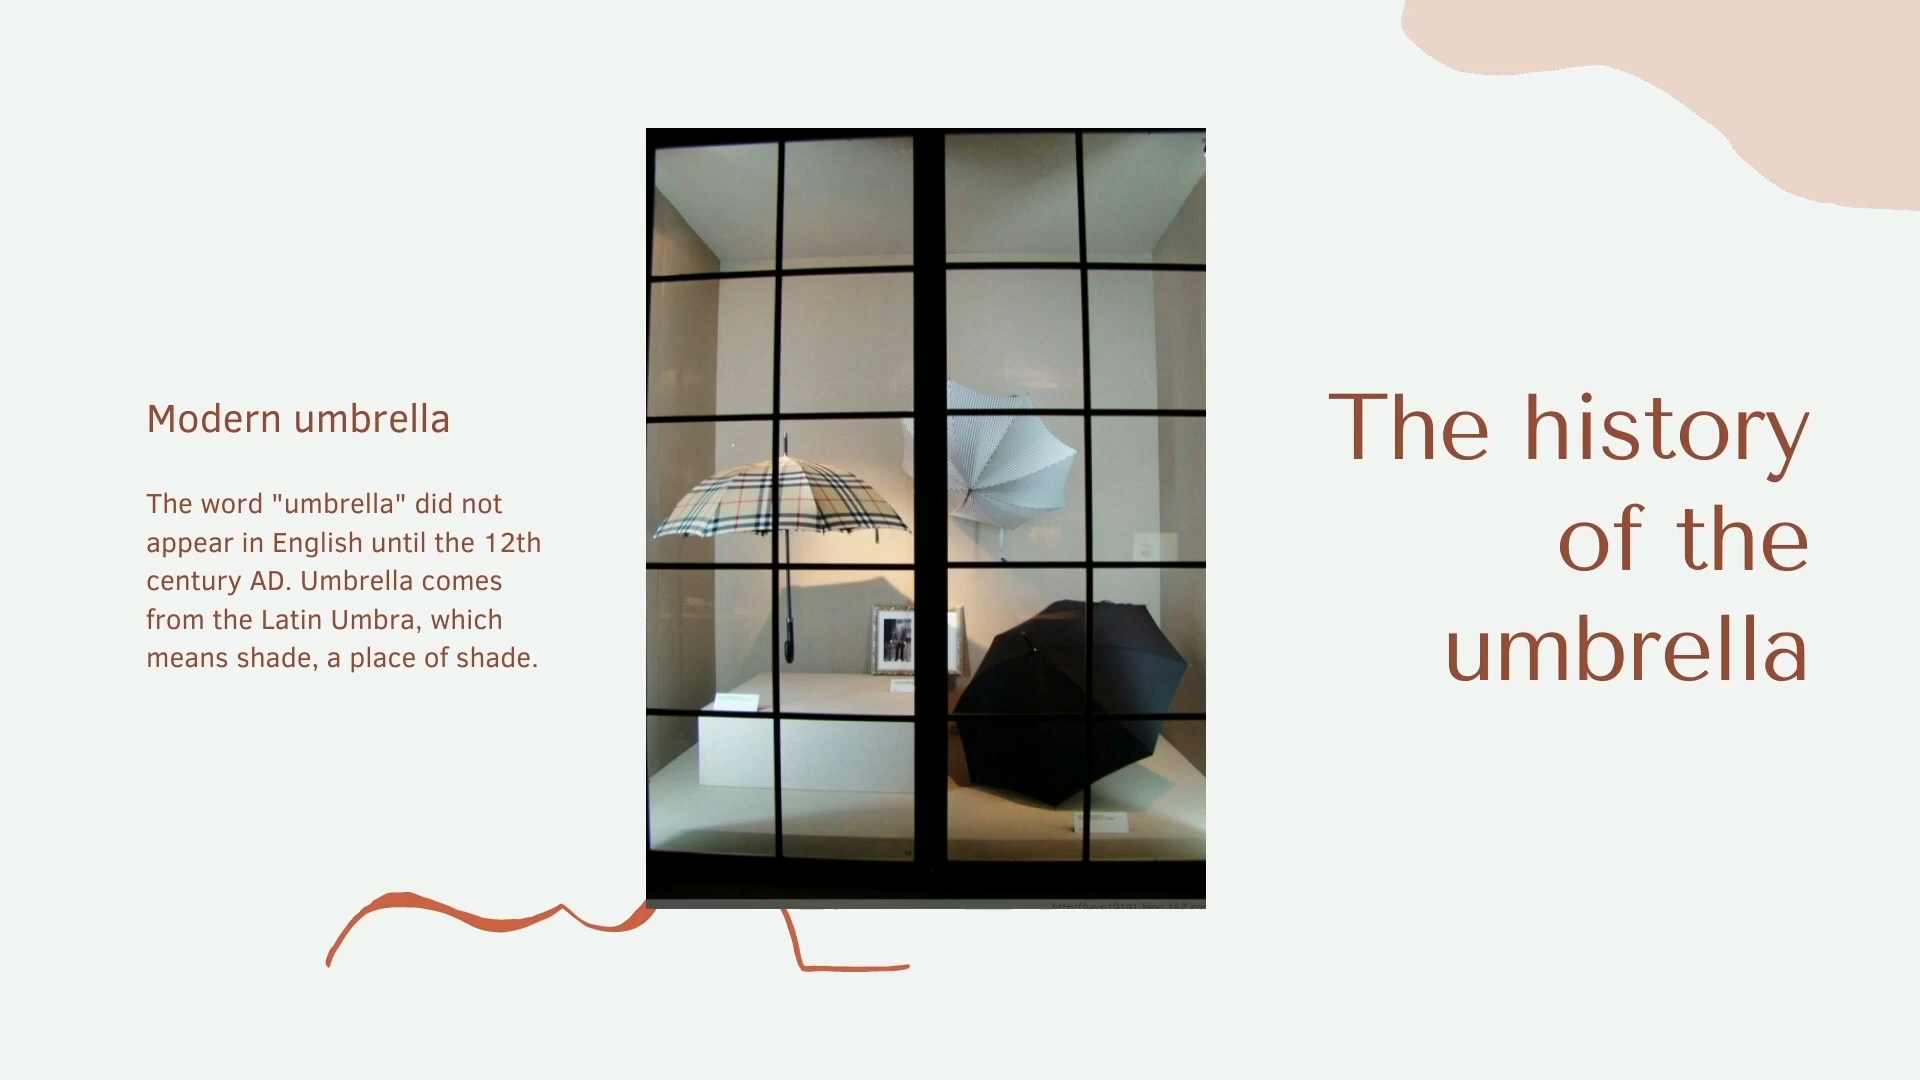 Modern umbrella
The word "umbrella" did not
appear in English until the 12th
century AD. Umbrella comes
from the Latin Umbra, which
means shade, a place of shade.
The history
of the
umbrella